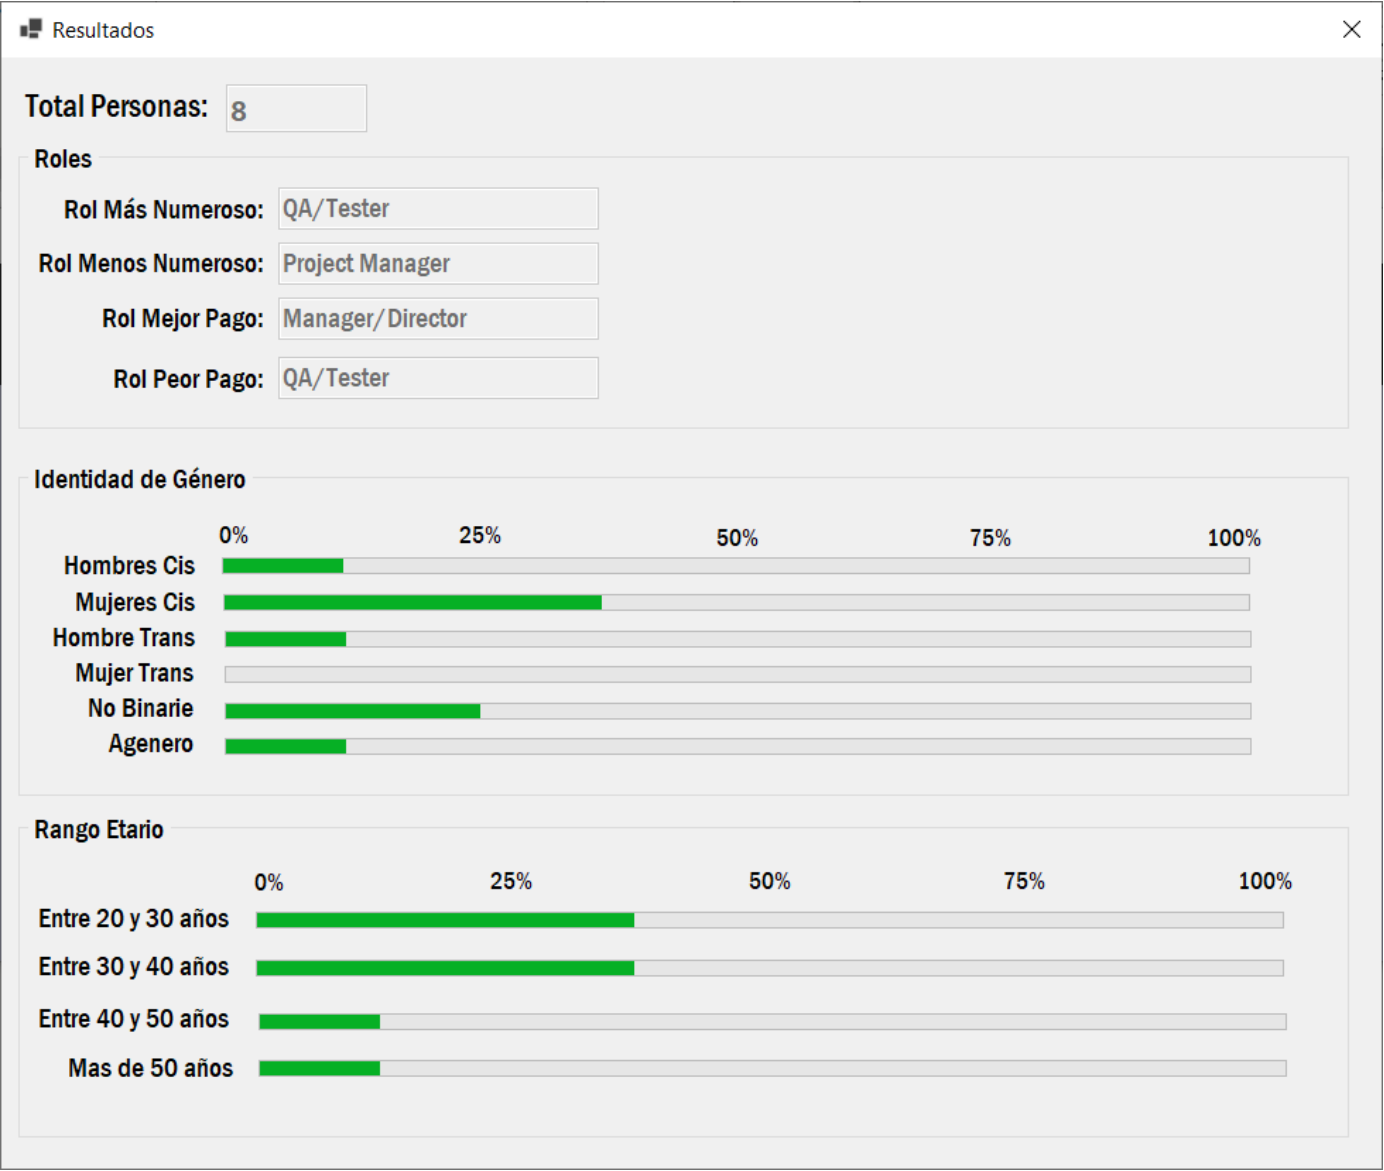 Resultados
Total Personas: 8
Roles
Rol Más Numeroso: QA/Tester
Rol Menos Numeroso: Project Manager
Rol Mejor Pago: Manager/Director
Rol Peor Pago: QA/Tester
Identidad de Género
0% 25% 50% 75% 100%
Hombres Cis
Mujeres Cis
Hombre Trans
Mujer Trans
No Binarie
Agenero
Rango Etario
0% 25% 50% 75% 100%
Entre 20 y 30 años
Entre 30 y 40 años
Entre 40 y 50 años
Mas de 50 años